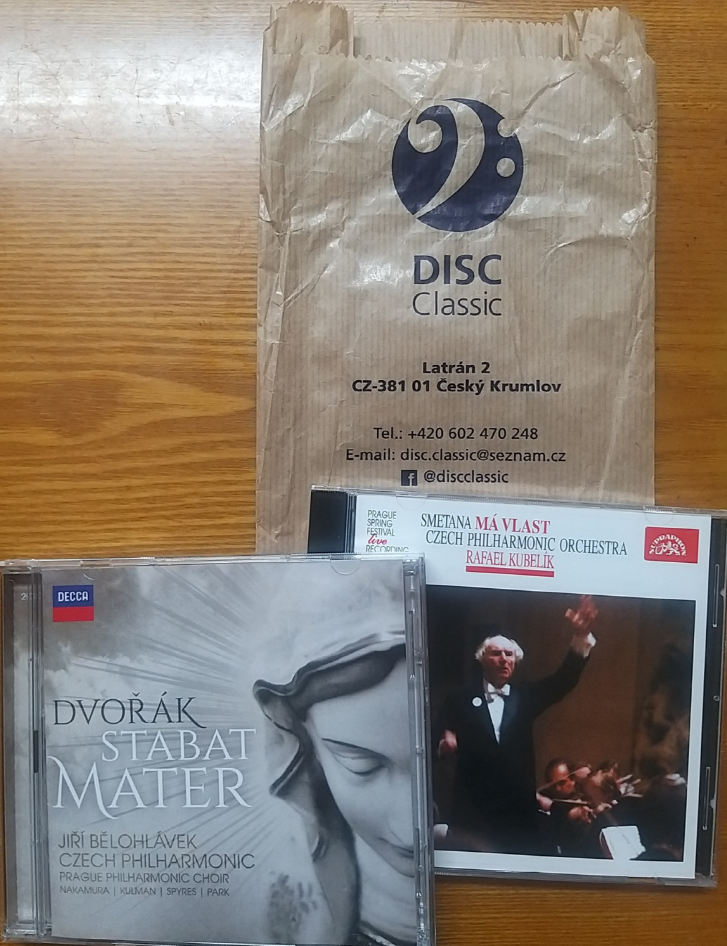 DISC
Classic
Latrán 2
CZ-381 01 Český Krumlov
Tel.: +420 602 470 248
E-mail: disc.classic@seznam.cz
@discclassic
PRAGUE
SPRING
FESTIVAL
live
RECORDING
SMETANA MÁ VLAST
CZECH PHILHARMONIC ORCHESTRA
RAFAEL KUBELÍK
SUPRAPHON
DECCA
DVOŘÁK
STABAT
MATER
JIŘÍ BĚLOHLÁVEK
CZECH PHILHARMONIC
PRAGUE PHILHARMONIC CHOIR
NAKAMURA | KULMAN | SPYRES | PARK